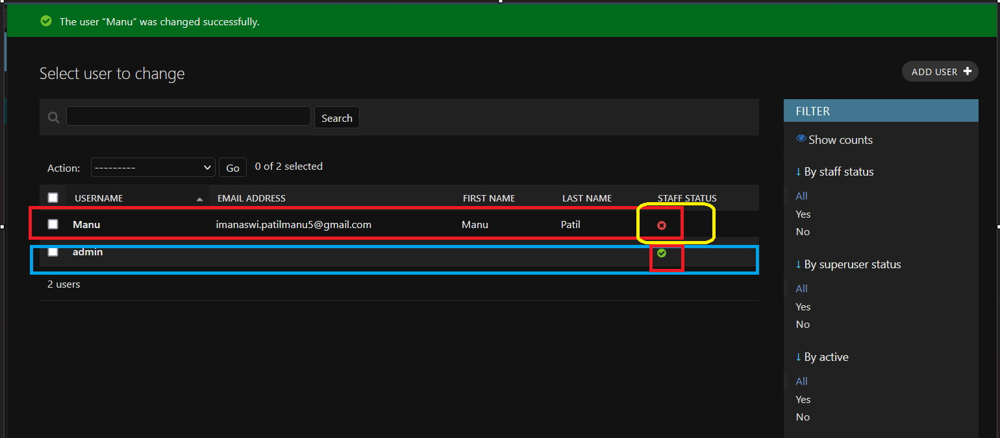 The user “Manu” was changed successfully.
Select user to change
ADD USER
Search
Action: --------- Go 0 of 2 selected
USERNAME EMAIL ADDRESS FIRST NAME LAST NAME STAFF STATUS
Manu imanaswi.patilmanu5@gmail.com Manu Patil
admin
2 users
FILTER
Show counts
↓ By staff status
All
Yes
No
↓ By superuser status
All
Yes
No
↓ By active
All
Yes
No